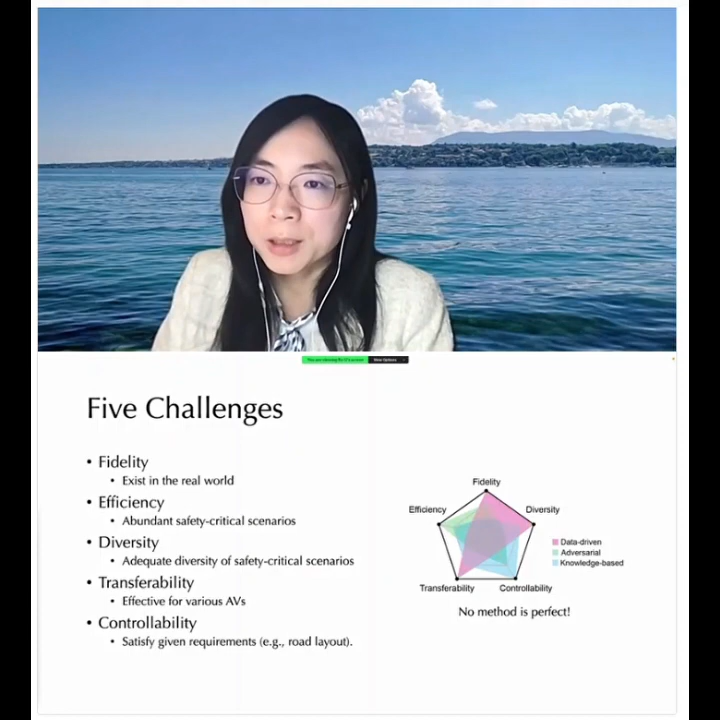 View Options
Five Challenges
• Fidelity
• Exist in the real world
• Efficiency
• Abundant safety-critical scenarios
• Diversity
• Adequate diversity of safety-critical scenarios
• Transferability
• Effective for various AVs
• Controllability
• Satisfy given requirements (e.g., road layout).
Fidelity
Efficiency
Diversity
Transferability
Controllability
Data-driven
Adversarial
Knowledge-based
No method is perfect!